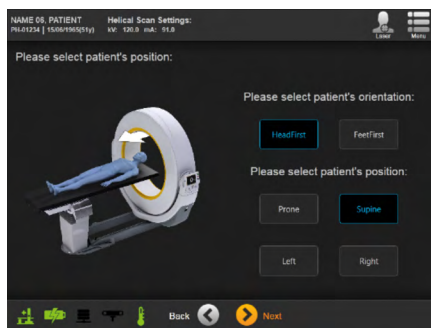 NAME 06, PATIENT
PH-01234 | 15/06/1965(51y)
Helical Scan Settings:
kV: 120.0 mA: 91.0
Laser
Menu
Please select patient's position:
Please select patient's orientation:
HeadFirst
FeetFirst
Please select patient's position:
Prone
Supine
Left
Right
Back
Next